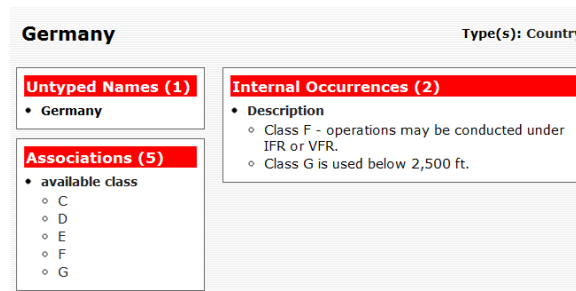 Germany
Type(s): Country
Untyped Names (1)
• Germany
Associations (5)
• available class
○ C
○ D
○ E
○ F
○ G
Internal Occurrences (2)
• Description
○ Class F - operations may be conducted under
IFR or VFR.
○ Class G is used below 2,500 ft.